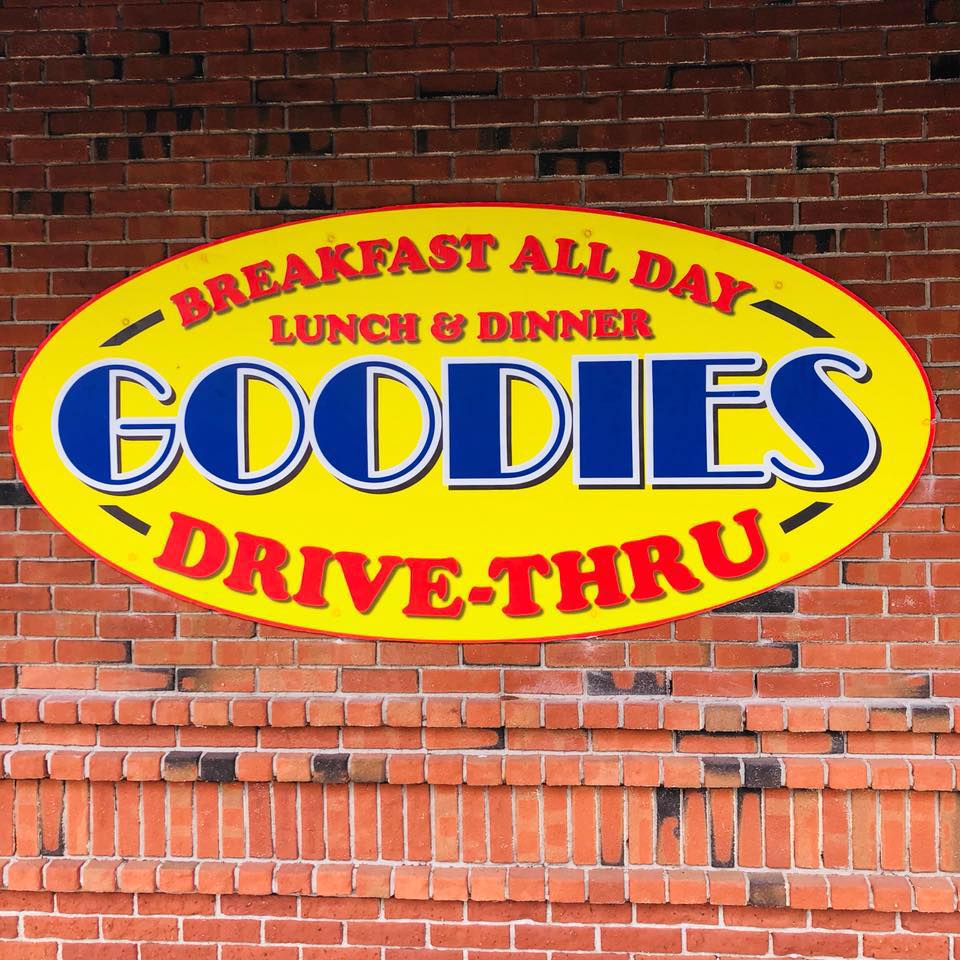 BREAKFAST ALL DAY
LUNCH & DINNER
GOODIES
DRIVE-THRU